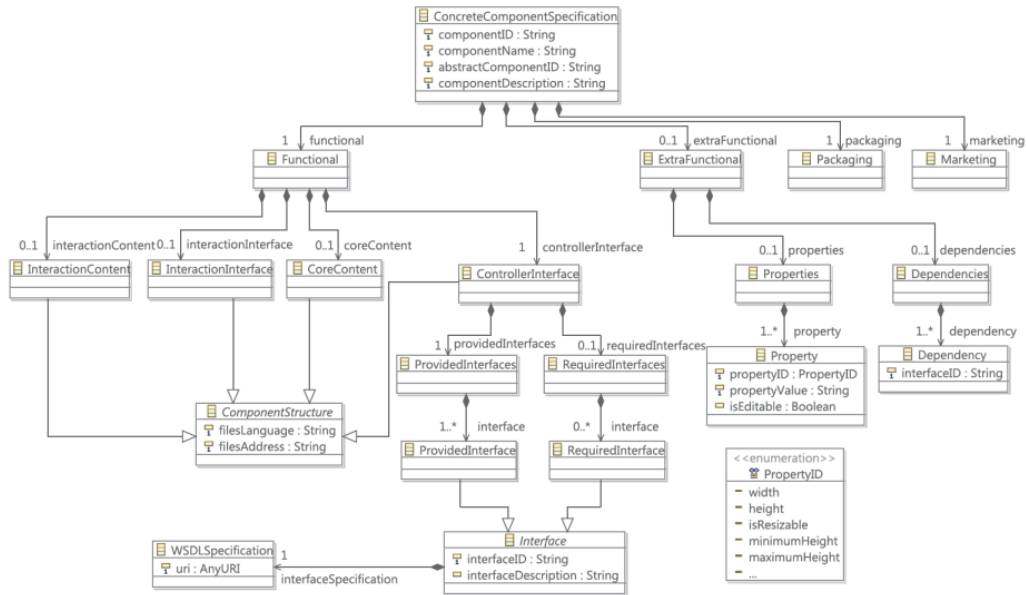 ConcreteComponentSpecification
componentID : String
componentName : String
abstractComponentID : String
componentDescription : String
1 functional
0..1 extraFunctional
1 packaging
1 marketing
Functional
ExtraFunctional
Packaging
Marketing
0..1 interactionContent
0..1 interactionInterface
0..1 coreContent
1 controllerInterface
0..1 properties
0..1 dependencies
InteractionContent
InteractionInterface
CoreContent
ControllerInterface
Properties
Dependencies
1 providedInterfaces
0..1 requiredInterfaces
1..* property
1..* dependency
ProvidedInterfaces
RequiredInterfaces
Property
propertyID : PropertyID
propertyValue : String
isEditable : Boolean
Dependency
interfaceID : String
ComponentStructure
filesLanguage : String
filesAddress : String
1..* interface
0..* interface
ProvidedInterface
RequiredInterface
<<enumeration>>
PropertyID
width
height
isResizable
minimumHeight
maximumHeight
...
Interface
interfaceID : String
interfaceDescription : String
WSDLSpecification
uri : AnyURI
1
interfaceSpecification